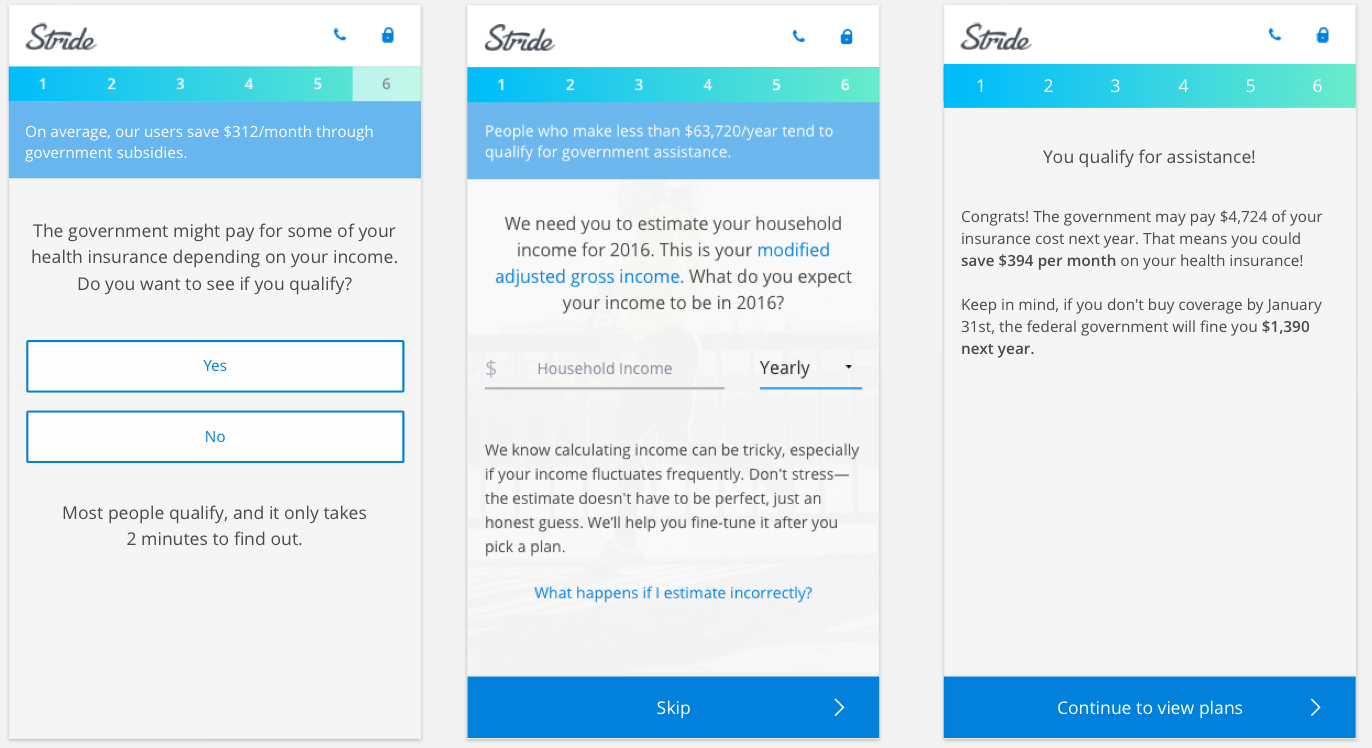 Stride
1 2 3 4 5 6
On average, our users save $312/month through
government subsidies.
The government might pay for some of your
health insurance depending on your income.
Do you want to see if you qualify?
Yes
No
Most people qualify, and it only takes
2 minutes to find out.
Stride
1 2 3 4 5 6
People who make less than $63,720/year tend to
qualify for government assistance.
We need you to estimate your household
income for 2016. This is your modified
adjusted gross income. What do you expect
your income to be in 2016?
$ Household Income Yearly
We know calculating income can be tricky, especially
if your income fluctuates frequently. Don't stress—
the estimate doesn't have to be perfect, just an
honest guess. We'll help you fine-tune it after you
pick a plan.
What happens if I estimate incorrectly?
Skip
Stride
1 2 3 4 5 6
You qualify for assistance!
Congrats! The government may pay $4,724 of your
insurance cost next year. That means you could
save $394 per month on your health insurance!
Keep in mind, if you don't buy coverage by January
31st, the federal government will fine you $1,390
next year.
Continue to view plans